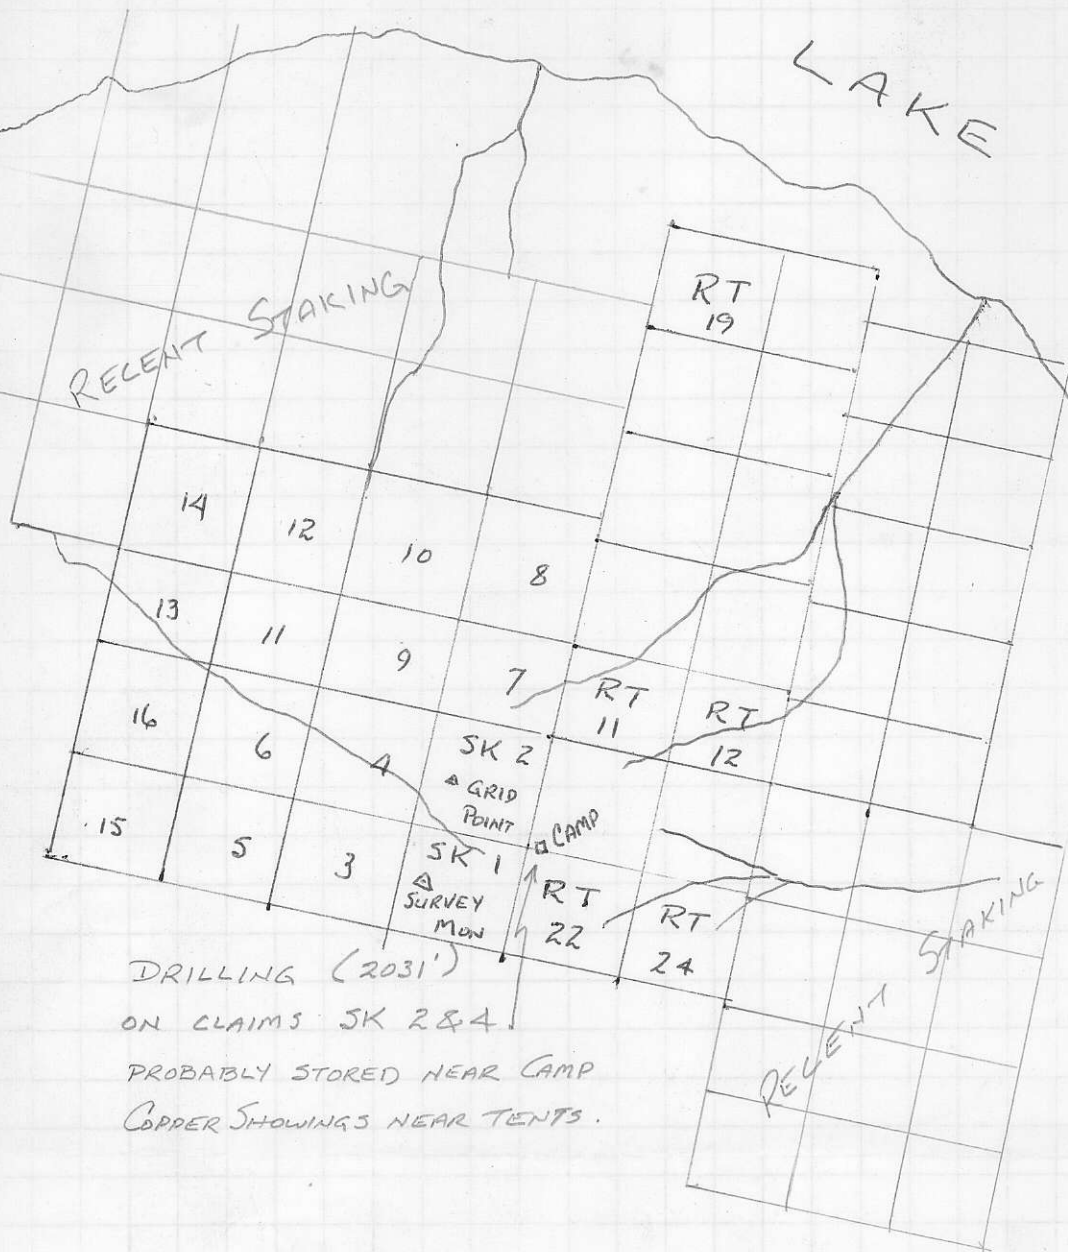 LAKE
RT
19
RECENT STAKING
14
12
10
8
13
11
9
7
RT
11
RT
12
16
6
4
SK 2
GRID
POINT
CAMP
15
5
3
SK 1
SURVEY
MON
RT
22
RT
24
RECENT STAKING
DRILLING (2031')
ON CLAIMS SK 2&4.
PROBABLY STORED NEAR CAMP
COPPER SHOWINGS NEAR TENTS.